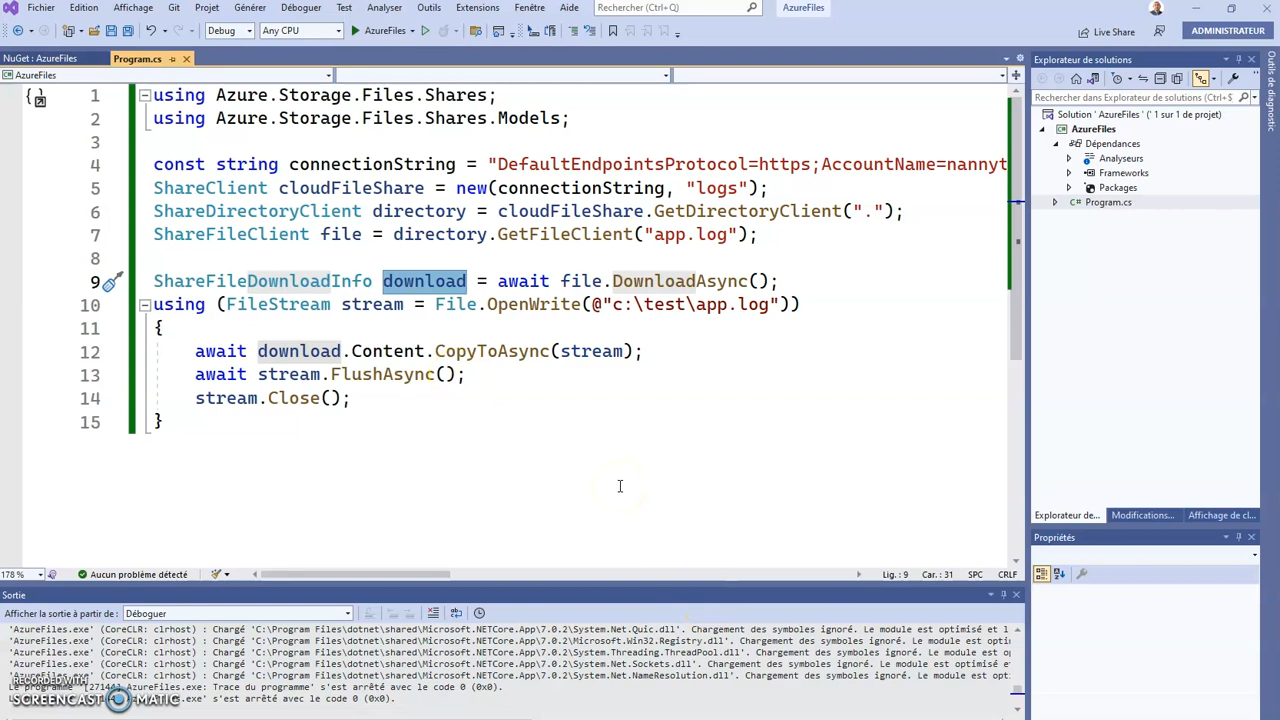 Fichier Edition Affichage Git Projet Générer Déboguer Test Analyser Outils Extensions Fenêtre Aide Rechercher (Ctrl+Q) AzureFiles
Debug Any CPU AzureFiles Live Share ADMINISTRATEUR
NuGet : AzureFiles Program.cs
AzureFiles
1 using Azure.Storage.Files.Shares;
2 using Azure.Storage.Files.Shares.Models;
3
4 const string connectionString = "DefaultEndpointsProtocol=https;AccountName=nannyt
5 ShareClient cloudFileShare = new(connectionString, "logs");
6 ShareDirectoryClient directory = cloudFileShare.GetDirectoryClient(".");
7 ShareFileClient file = directory.GetFileClient("app.log");
8
9 ShareFileDownloadInfo download = await file.DownloadAsync();
10 using (FileStream stream = File.OpenWrite(@"c:\test\app.log"))
11 {
12 await download.Content.CopyToAsync(stream);
13 await stream.FlushAsync();
14 stream.Close();
15 }
178 % Aucun problème détecté Lig. : 9 Car. : 31 SPC CRLF
Explorateur de solutions
Rechercher dans Explorateur de solutions (Ctrl+$
Solution ' AzureFiles ' (' 1 sur 1 de projet)
AzureFiles
Dépendances
Analyseurs
Frameworks
Packages
C# Program.cs
Explorateur de... Modifications... Affichage de cl...
Propriétés
Outils de diagnostic
Sortie
Afficher la sortie à partir de : Déboguer
'AzureFiles.exe' (CoreCLR : clrhost) : Chargé 'C:\Program Files\dotnet\shared\Microsoft.NETCore.App\7.0.2\System.Net.Quic.dll'. Chargement des symboles ignoré. Le module est optimisé et l
'AzureFiles.exe' (CoreCLR : clrhost) : Chargé 'C:\Program Files\dotnet\shared\Microsoft.NETCore.App\7.0.2\Microsoft.Win32.Registry.dll'. Chargement des symboles ignoré. Le module est opti
'AzureFiles.exe' (CoreCLR : clrhost) : Chargé 'C:\Program Files\dotnet\shared\Microsoft.NETCore.App\7.0.2\System.Threading.ThreadPool.dll'. Chargement des symboles ignoré. Le module est o
'AzureFiles.exe' (CoreCLR : clrhost) : Chargé 'C:\Program Files\dotnet\shared\Microsoft.NETCore.App\7.0.2\System.Net.Sockets.dll'. Chargement des symboles ignoré. Le module est optimisé e
'AzureFiles.exe' (CoreCLR : clrhost) : Chargé 'C:\Program Files\dotnet\shared\Microsoft.NETCore.App\7.0.2\System.Net.NameResolution.dll'. Chargement des symboles ignoré. Le module est opt
Le programme '[27144] AzureFiles.exe: Trace du programme' s'est arrêté avec le code 0 (0x0).
.exe' s'est arrêté avec le code 0 (0x0).
RECORDED WITH
SCREENCAST MATIC